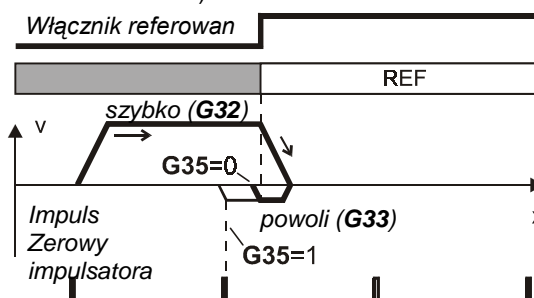 Włącznik referowan
REF
szybko (G32)
v
G35=0
Impuls
Zerowy
impulsatora
powoli (G33)
G35=1